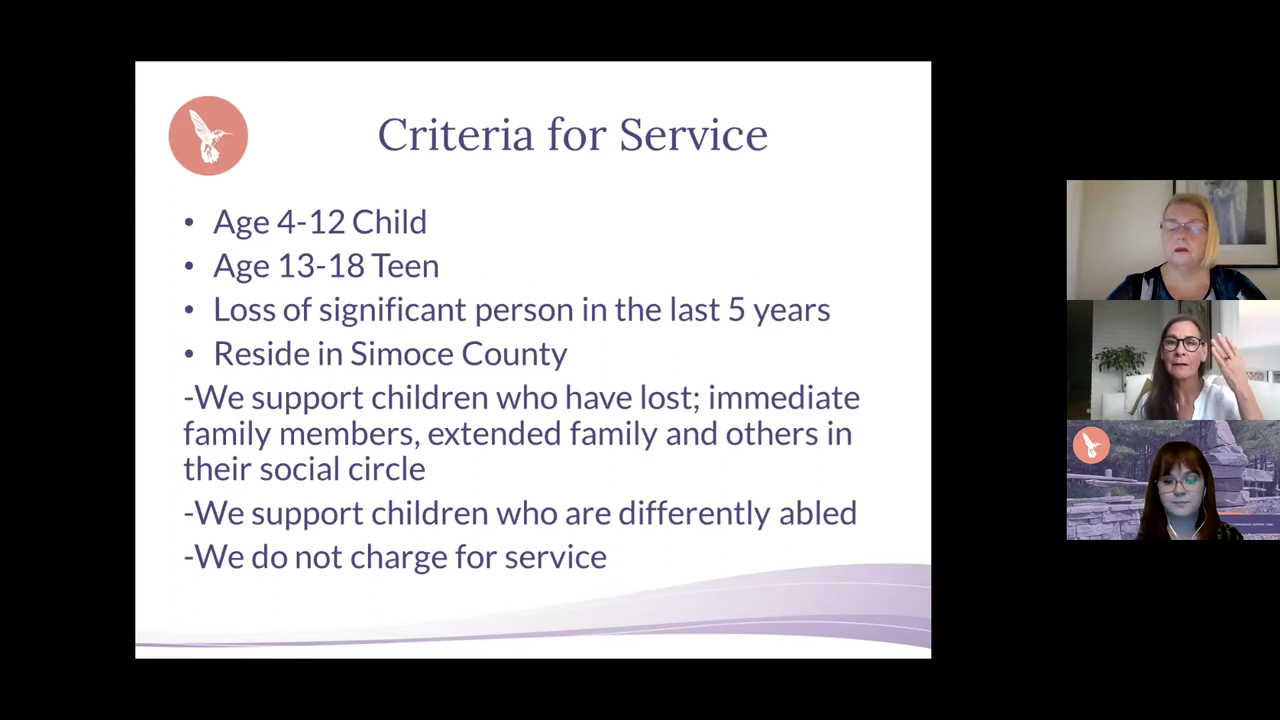 Criteria for Service
• Age 4-12 Child
• Age 13-18 Teen
• Loss of significant person in the last 5 years
• Reside in Simoce County
-We support children who have lost; immediate
family members, extended family and others in
their social circle
-We support children who are differently abled
-We do not charge for service